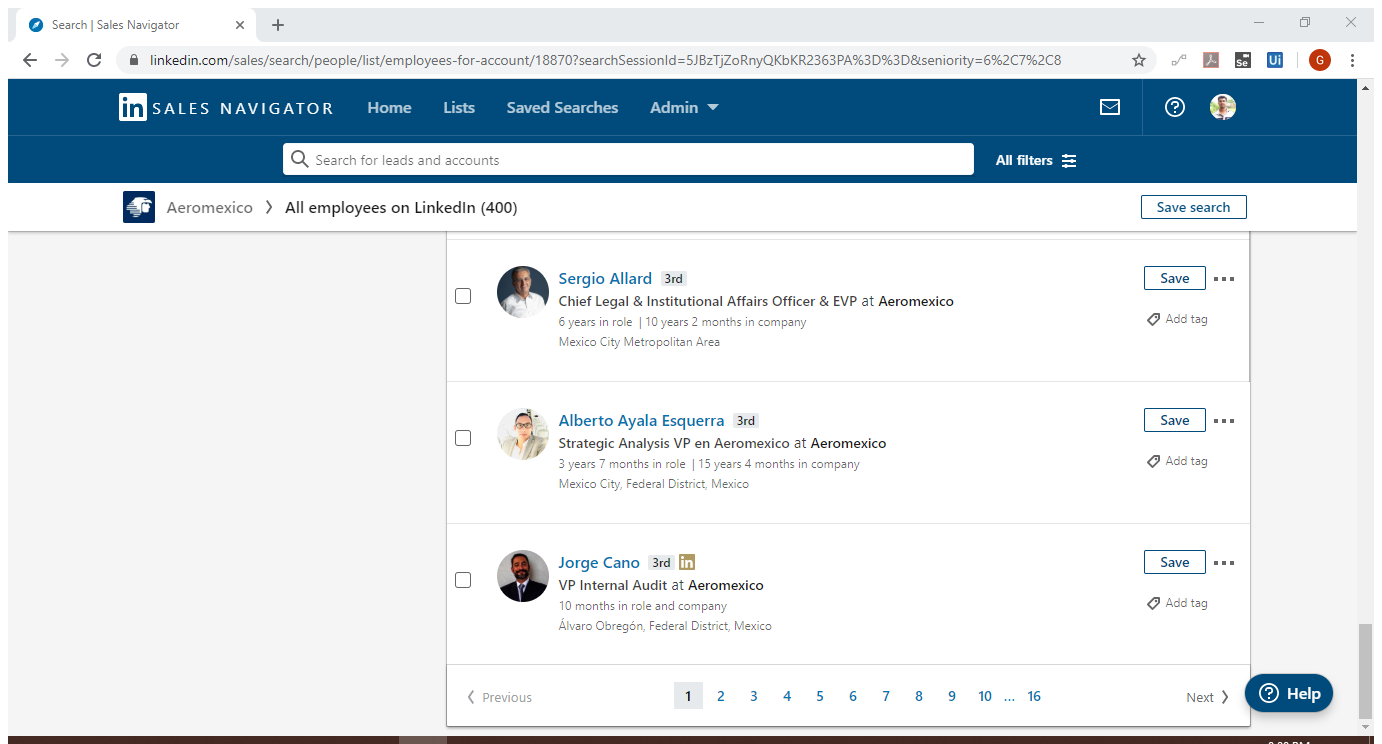 Search | Sales Navigator
linkedin.com/sales/search/people/list/employees-for-account/18870?searchSessionId=5JBzTjZoRnyQKbKR2363PA%3D%3D&seniority=6%2C7%2C8
Se
Ui
G
in SALES NAVIGATOR
Home
Lists
Saved Searches
Admin
Search for leads and accounts
All filters
Aeromexico
All employees on LinkedIn (400)
Save search
Sergio Allard 3rd
Save
Chief Legal & Institutional Affairs Officer & EVP at Aeromexico
6 years in role | 10 years 2 months in company
Add tag
Mexico City Metropolitan Area
Alberto Ayala Esquerra 3rd
Save
Strategic Analysis VP en Aeromexico at Aeromexico
3 years 7 months in role | 15 years 4 months in company
Add tag
Mexico City, Federal District, Mexico
Jorge Cano 3rd in
Save
VP Internal Audit at Aeromexico
10 months in role and company
Add tag
Álvaro Obregón, Federal District, Mexico
Previous
1 2 3 4 5 6 7 8 9 10 ... 16
Next
Help